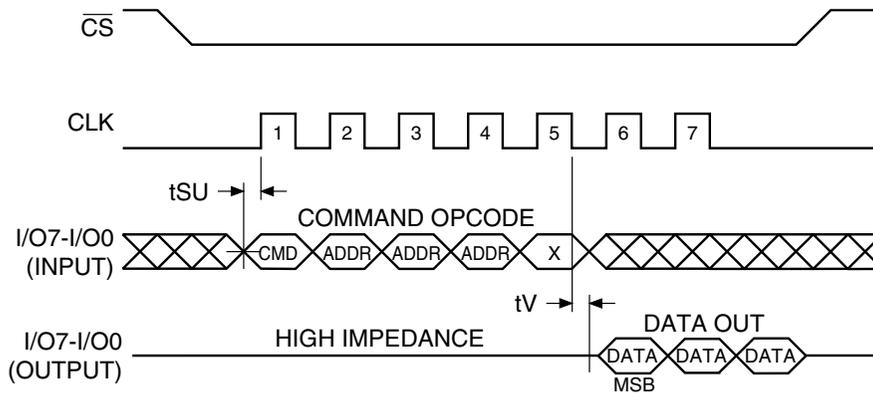 CS
CLK
1 2 3 4 5 6 7
tSU
COMMAND OPCODE
I/O7-I/O0
(INPUT)
CMD ADDR ADDR ADDR X
tV
HIGH IMPEDANCE
DATA OUT
I/O7-I/O0
(OUTPUT)
DATA DATA DATA
MSB